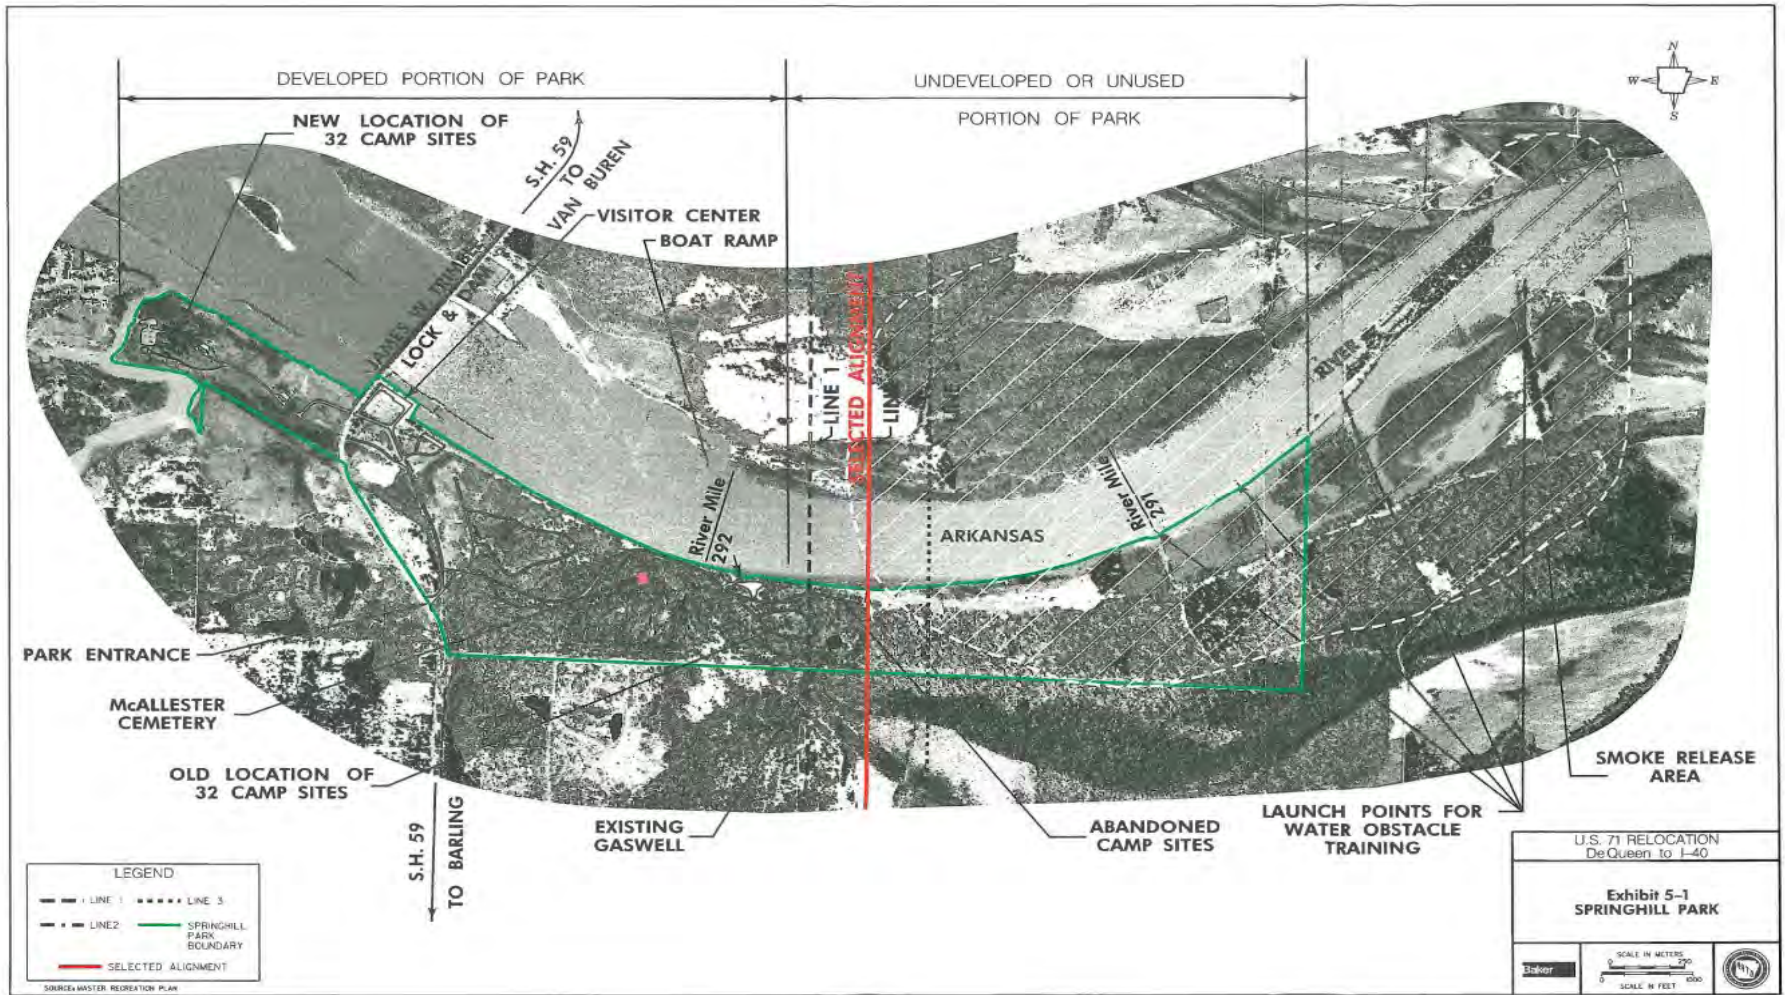 DEVELOPED PORTION OF PARK
UNDEVELOPED OR UNUSED
PORTION OF PARK
N
W
E
S
NEW LOCATION OF
32 CAMP SITES
S.H. 59
TO
VAN BUREN
VISITOR CENTER
BOAT RAMP
JAMES W. TRIMBLE
LOCK &
DAM
LINE 1
SELECTED ALIGNMENT
LINE
RIVER
River Mile
292
River Mile
291
ARKANSAS
PARK ENTRANCE
McALLESTER
CEMETERY
OLD LOCATION OF
32 CAMP SITES
S.H. 59
TO BARLING
EXISTING
GASWELL
ABANDONED
CAMP SITES
LAUNCH POINTS FOR
WATER OBSTACLE
TRAINING
SMOKE RELEASE
AREA
LEGEND
LINE 1
LINE 3
LINE2
SPRINGHILL
PARK
BOUNDARY
SELECTED ALIGNMENT
SOURCE: MASTER RECREATION PLAN
U.S. 71 RELOCATION
DeQueen to I-40
Exhibit 5-1
SPRINGHILL PARK
Baker
SCALE IN METERS
0 250
0 1000
SCALE IN FEET